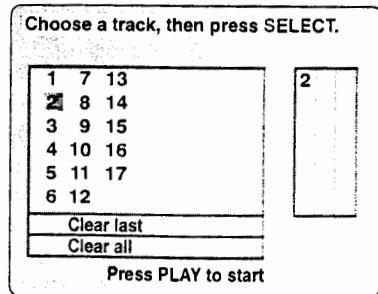 Choose a track, then press SELECT.
1 7 13
2 8 14
3 9 15
4 10 16
5 11 17
6 12
2
Clear last
Clear all
Press PLAY to start